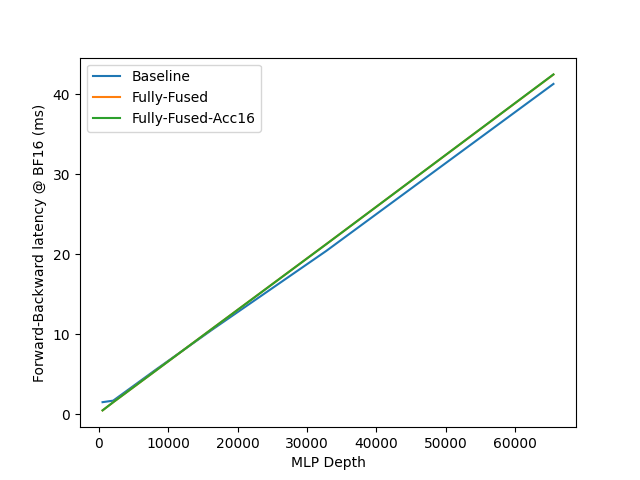 Baseline
Fully-Fused
Fully-Fused-Acc16
Forward-Backward latency @ BF16 (ms)
40
30
20
10
0
0 10000 20000 30000 40000 50000 60000
MLP Depth